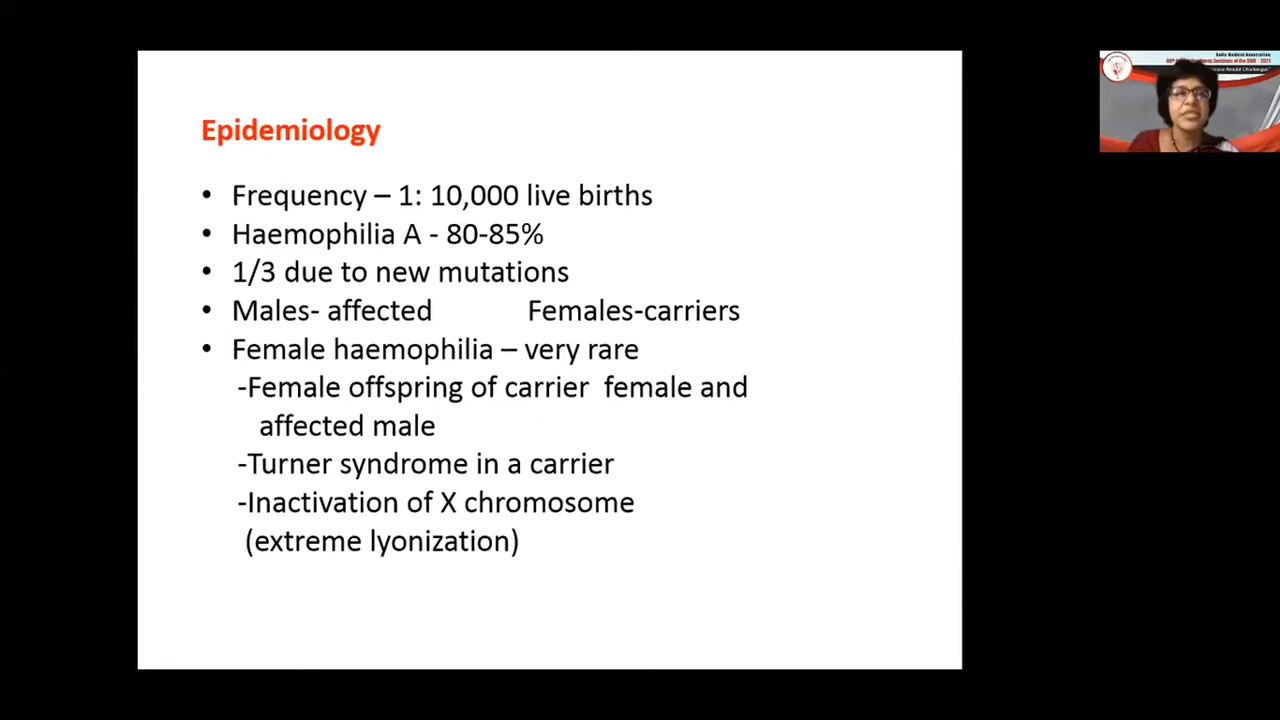 Epidemiology
• Frequency – 1: 10,000 live births
• Haemophilia A - 80-85%
• 1/3 due to new mutations
• Males- affected Females-carriers
• Female haemophilia – very rare
-Female offspring of carrier female and
affected male
-Turner syndrome in a carrier
-Inactivation of X chromosome
(extreme lyonization)